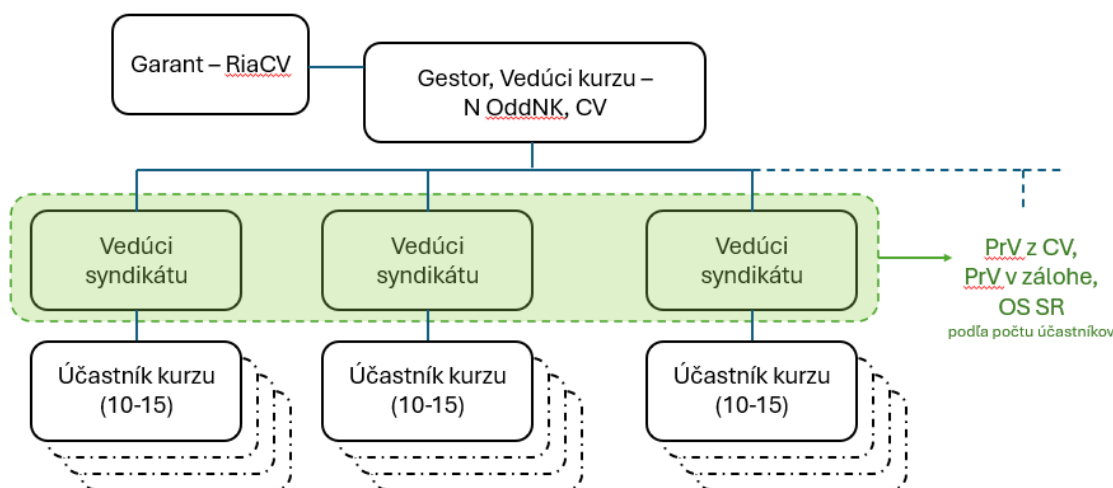 Garant – RiaCV
Gestor, Vedúci kurzu –
N OddNK, CV
Vedúci
syndikátu
Vedúci
syndikátu
Vedúci
syndikátu
PrV z CV,
PrV v zálohe,
OS SR
podľa počtu účastníkov
Účastník kurzu
(10-15)
Účastník kurzu
(10-15)
Účastník kurzu
(10-15)